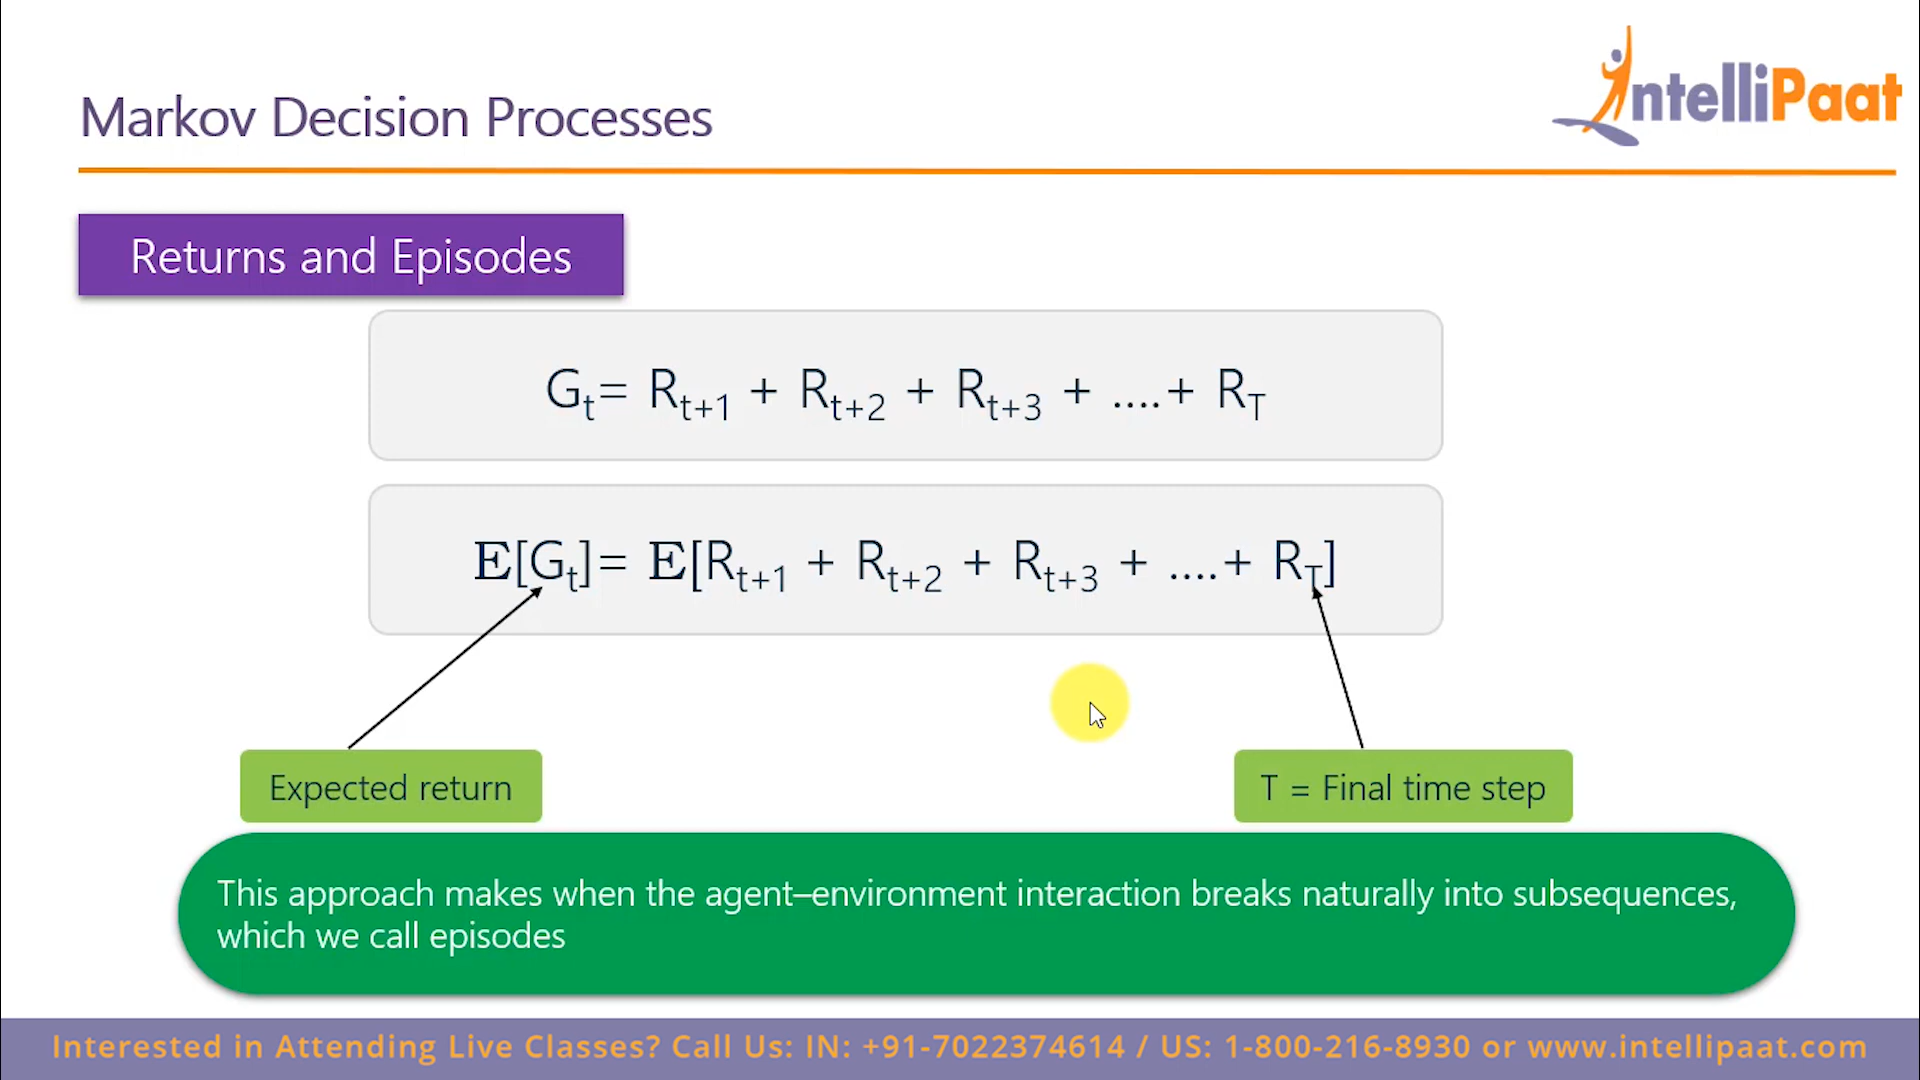 IntelliPaat
Markov Decision Processes
Returns and Episodes
Gₜ= Rₜ₊₁ + Rₜ₊₂ + Rₜ₊₃ + ....+ R_T
E[Gₜ]= E[Rₜ₊₁ + Rₜ₊₂ + Rₜ₊₃ + ....+ R_T]
Expected return
T = Final time step
This approach makes when the agent–environment interaction breaks naturally into subsequences,
which we call episodes
Interested in Attending Live Classes? Call Us: IN: +91-7022374614 / US: 1-800-216-8930 or www.intellipaat.com